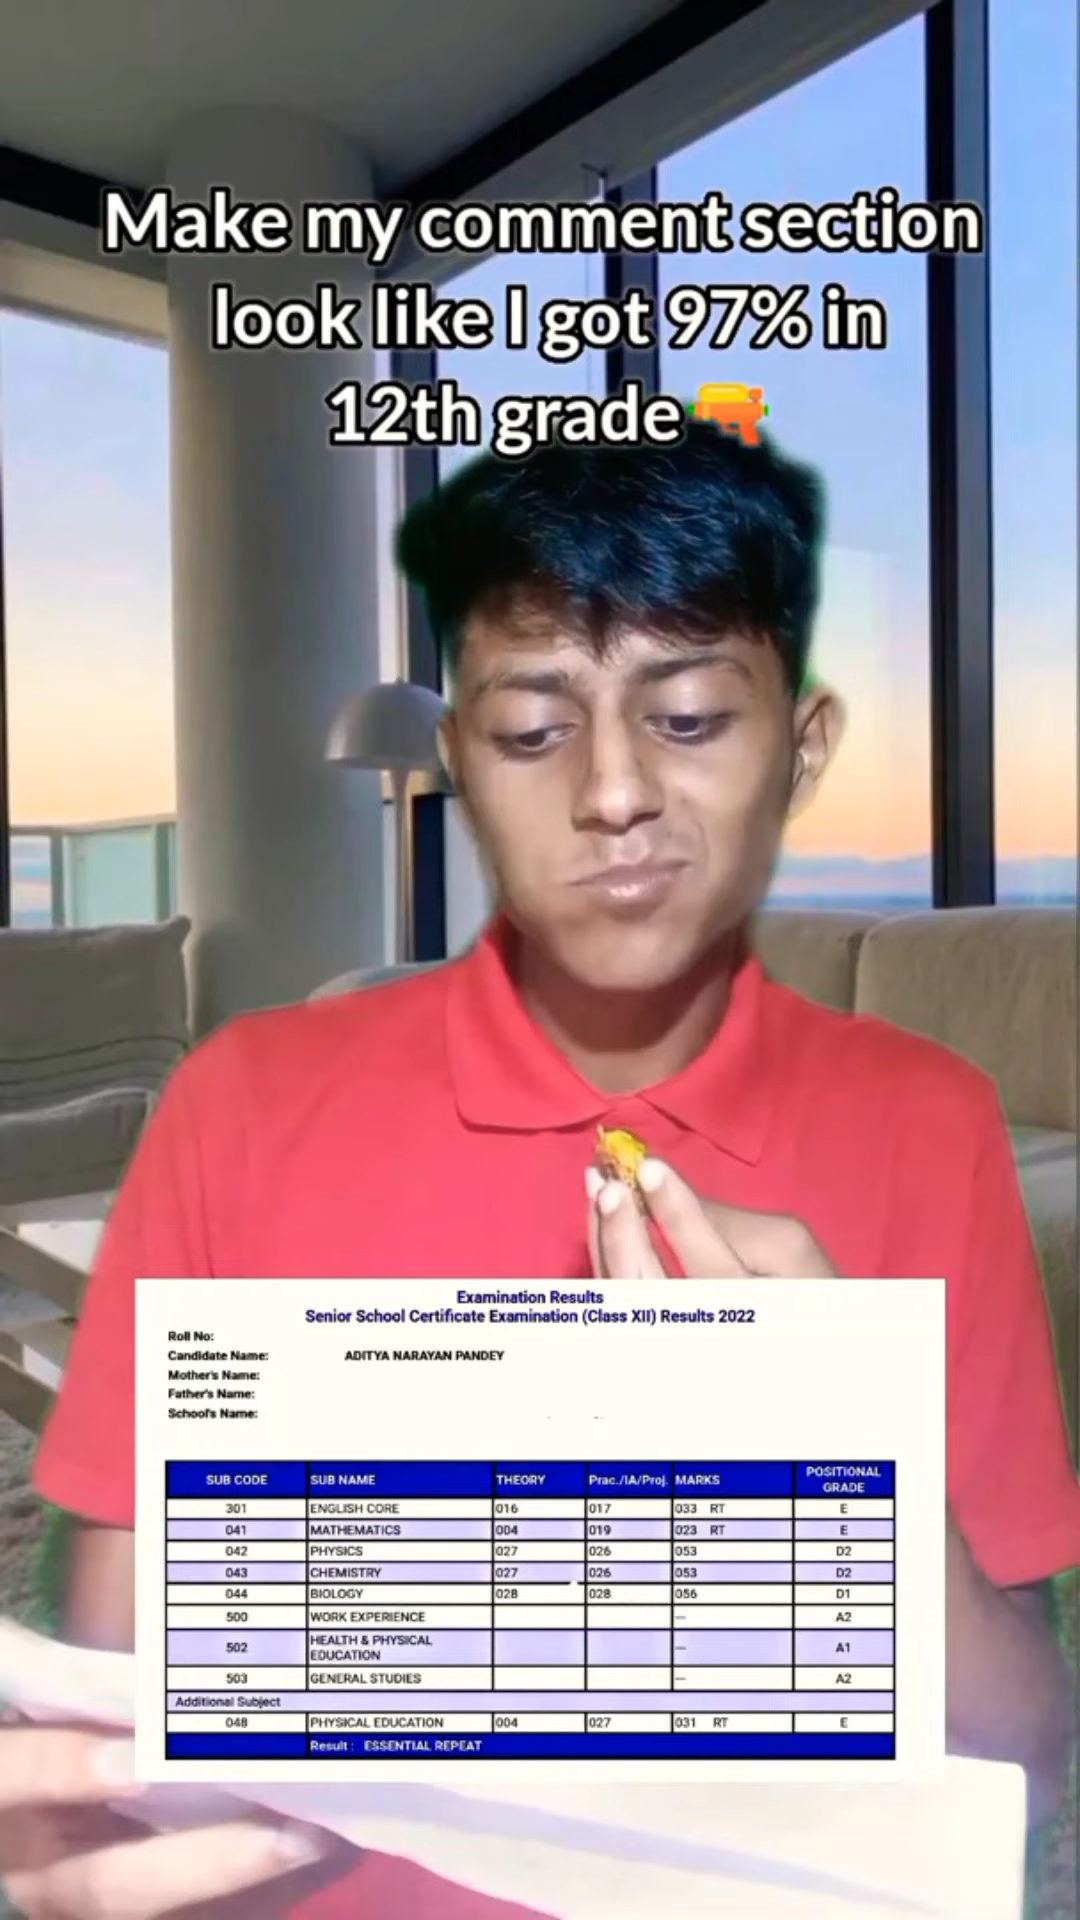 Make my comment section
look like I got 97% in
12th grade🔫
Examination Results
Senior School Certificate Examination (Class XII) Results 2022
Roll No:
Candidate Name: ADITYA NARAYAN PANDEY
Mother's Name:
Father's Name:
School's Name:
SUB CODE SUB NAME THEORY Prac./IA/Proj. MARKS POSITIONAL GRADE
301 ENGLISH CORE 016 017 033 RT E
041 MATHEMATICS 004 019 023 RT E
042 PHYSICS 027 026 053 D2
043 CHEMISTRY 027 026 053 D2
044 BIOLOGY 028 028 056 D1
500 WORK EXPERIENCE — A2
502 HEALTH & PHYSICAL EDUCATION — A1
503 GENERAL STUDIES — A2
Additional Subject
048 PHYSICAL EDUCATION 004 027 031 RT E
Result : ESSENTIAL REPEAT